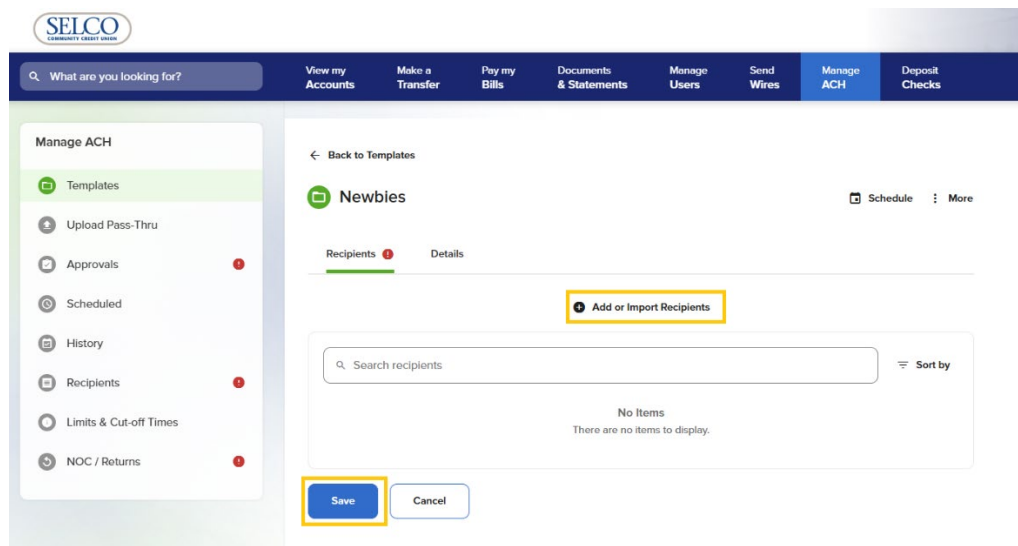 SELCO
COMMUNITY CREDIT UNION
What are you looking for?
View my Accounts
Make a Transfer
Pay my Bills
Documents & Statements
Manage Users
Send Wires
Manage ACH
Deposit Checks
Manage ACH
Templates
Upload Pass-Thru
Approvals
Scheduled
History
Recipients
Limits & Cut-off Times
NOC / Returns
← Back to Templates
Newbies
Schedule
More
Recipients
Details
Add or Import Recipients
Search recipients
Sort by
No Items
There are no items to display.
Save
Cancel